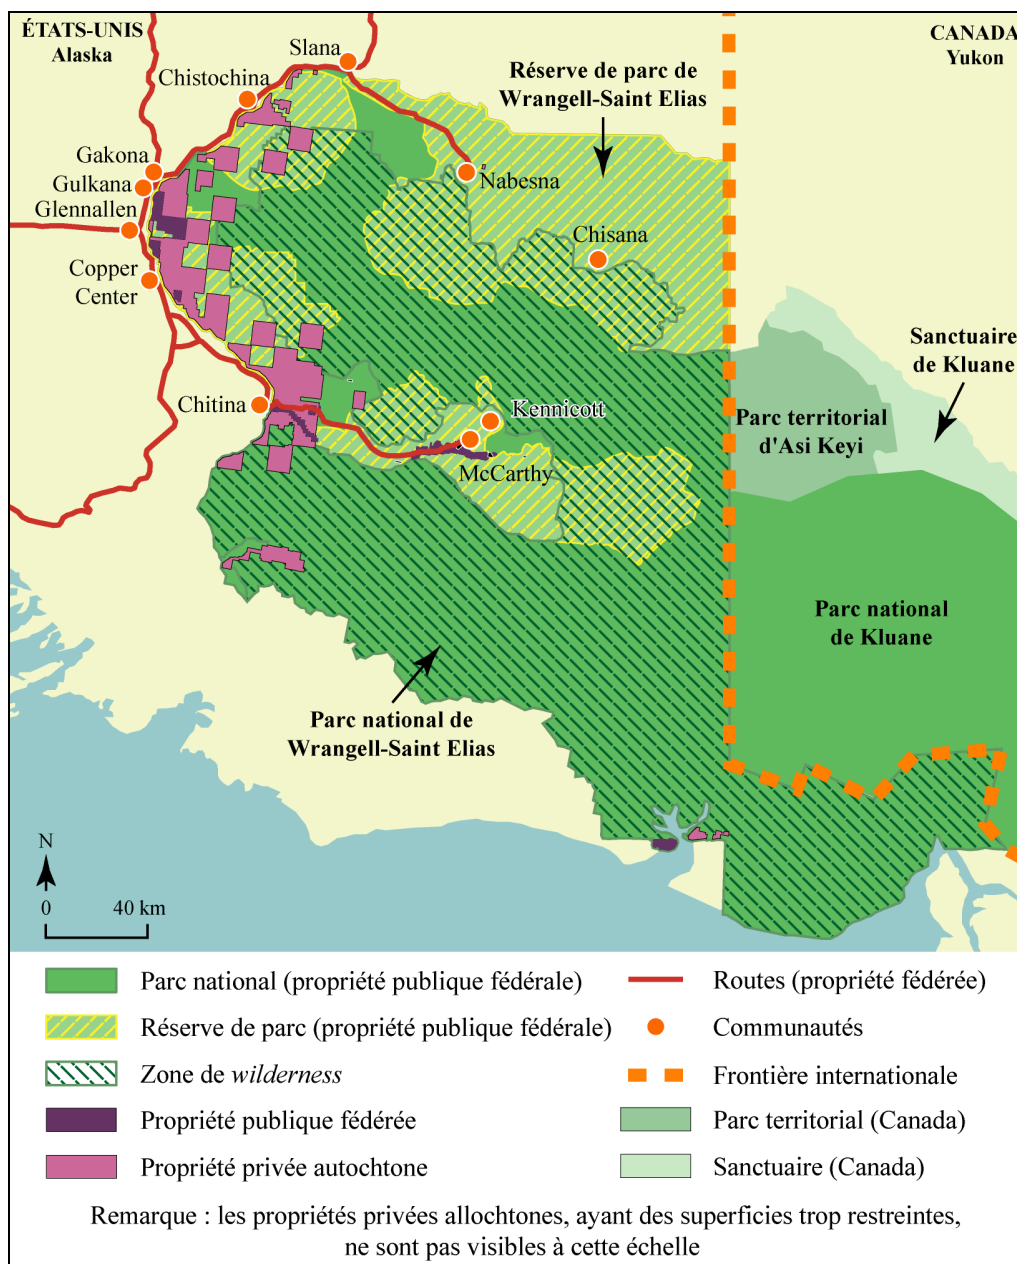 ÉTATS-UNIS
Alaska
CANADA
Yukon
Slana
Chistochina
Réserve de parc de
Wrangell-Saint Elias
Gakona
Gulkana
Glennallen
Nabesna
Chisana
Copper
Center
Sanctuaire
de Kluane
Chitina
Kennicott
Parc territorial
d'Asi Keyi
McCarthy
Parc national
de Kluane
Parc national de
Wrangell-Saint Elias
N
0 40 km
Parc national (propriété publique fédérale)
Réserve de parc (propriété publique fédérale)
Zone de wilderness
Propriété publique fédérée
Propriété privée autochtone
Routes (propriété fédérée)
Communautés
Frontière internationale
Parc territorial (Canada)
Sanctuaire (Canada)
Remarque : les propriétés privées allochtones, ayant des superficies trop restreintes,
ne sont pas visibles à cette échelle